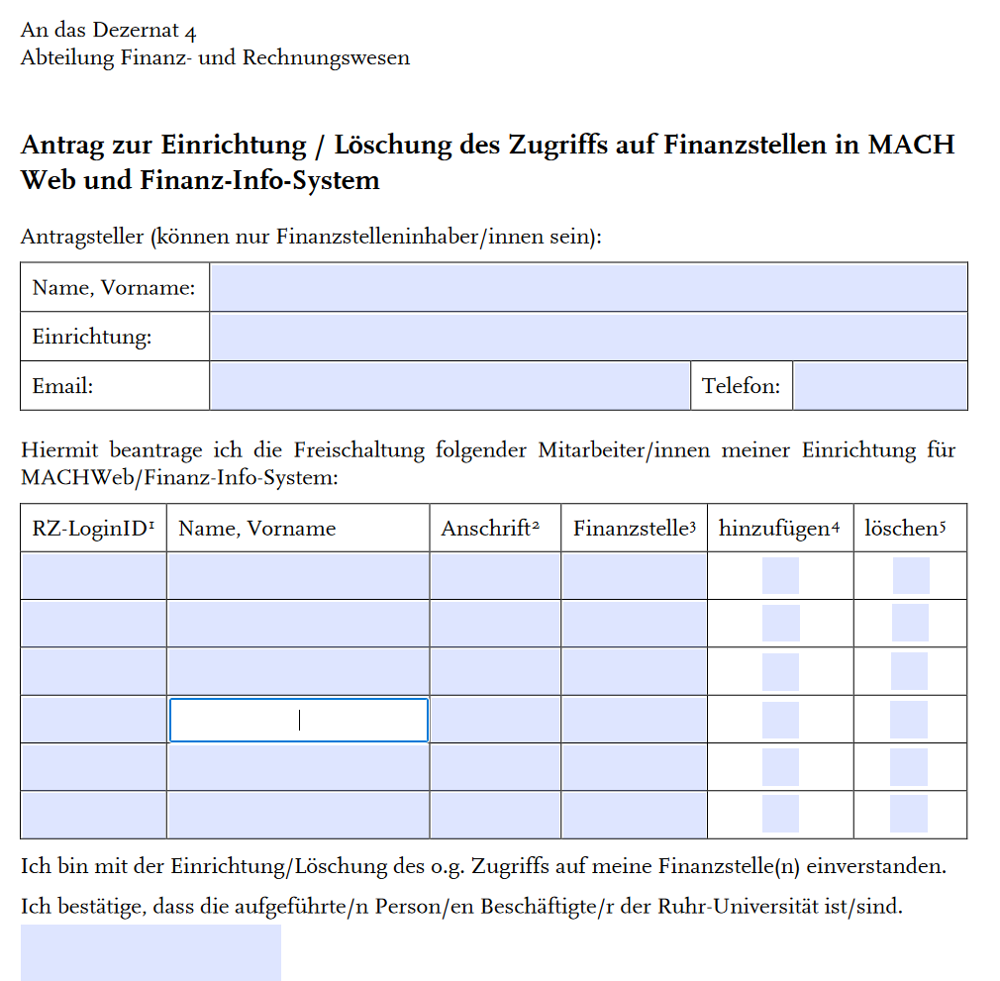 An das Dezernat 4
Abteilung Finanz- und Rechnungswesen
Antrag zur Einrichtung / Löschung des Zugriffs auf Finanzstellen in MACH
Web und Finanz-Info-System
Antragsteller (können nur Finanzstelleninhaber/innen sein):
Name, Vorname:
Einrichtung:
Email: Telefon:
Hiermit beantrage ich die Freischaltung folgender Mitarbeiter/innen meiner Einrichtung für
MACHWeb/Finanz-Info-System:
RZ-LoginID¹ Name, Vorname Anschrift² Finanzstelle³ hinzufügen⁴ löschen⁵
Ich bin mit der Einrichtung/Löschung des o.g. Zugriffs auf meine Finanzstelle(n) einverstanden.
Ich bestätige, dass die aufgeführte/n Person/en Beschäftigte/r der Ruhr-Universität ist/sind.